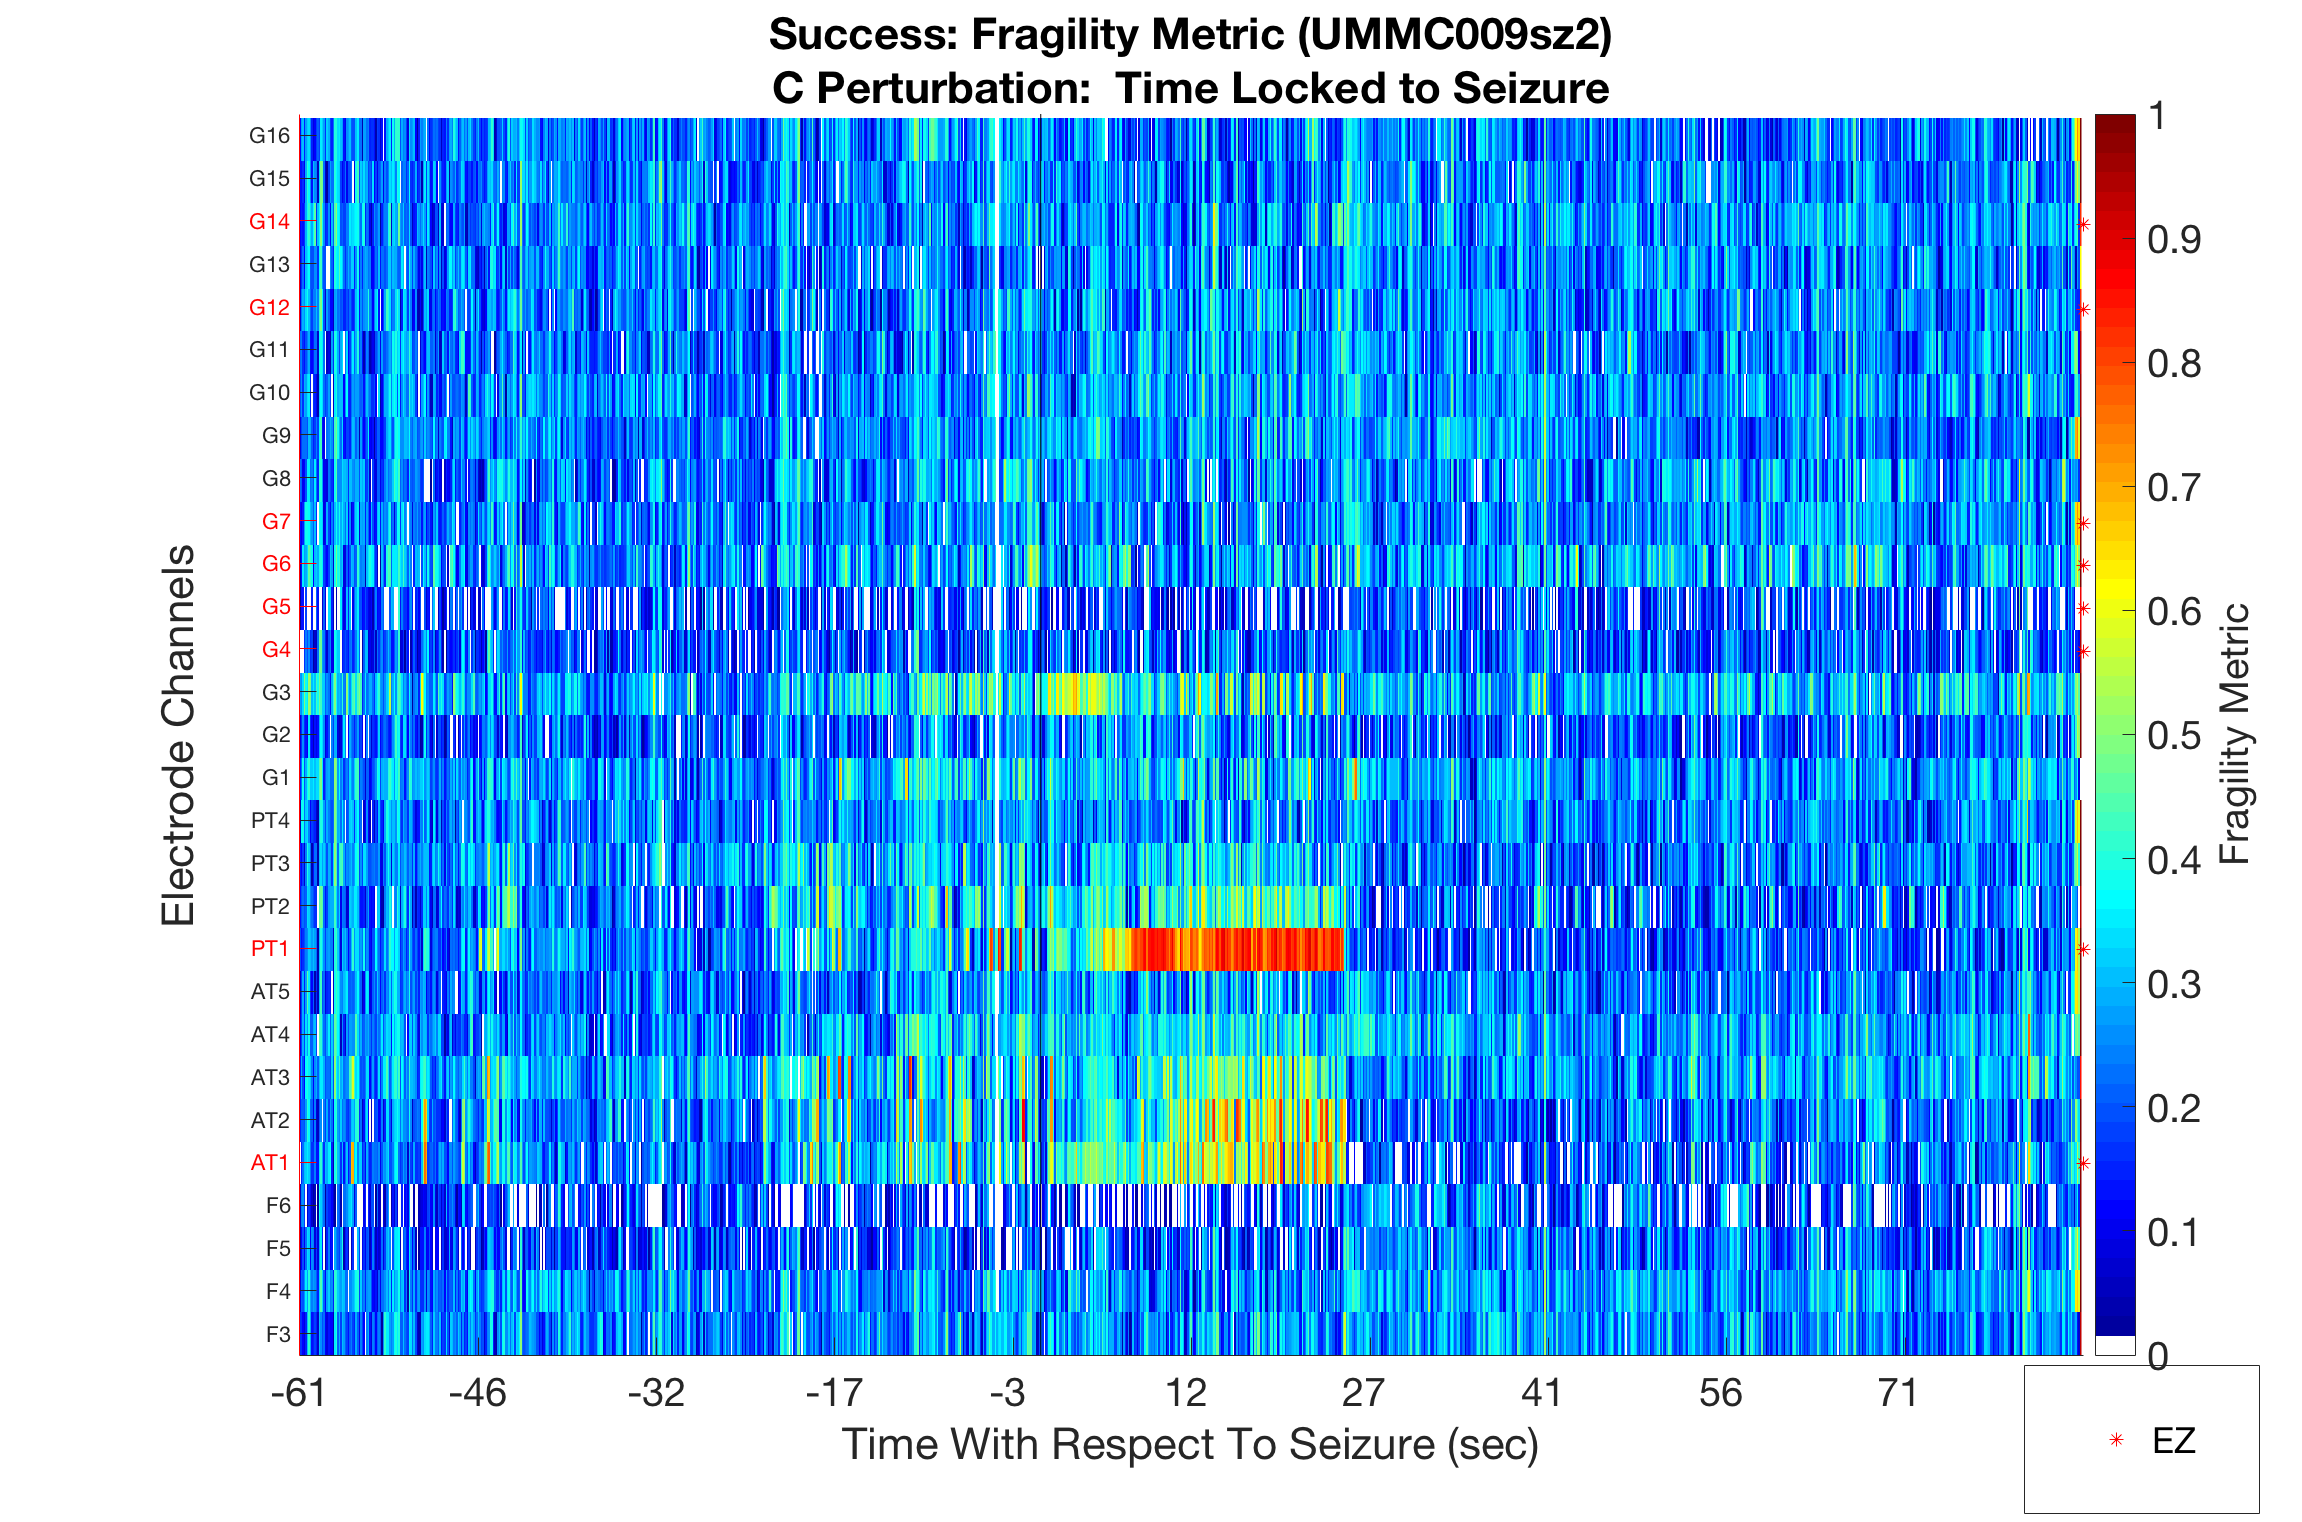 Success: Fragility Metric (UMMC009sz2)
C Perturbation:  Time Locked to Seizure
Electrode Channels
G16
G15
G14
G13
G12
G11
G10
G9
G8
G7
G6
G5
G4
G3
G2
G1
PT4
PT3
PT2
PT1
AT5
AT4
AT3
AT2
AT1
F6
F5
F4
F3
-61 -46 -32 -17 -3 12 27 41 56 71
Time With Respect To Seizure (sec)
1
0.9
0.8
0.7
0.6
0.5
0.4
0.3
0.2
0.1
0
Fragility Metric
EZ